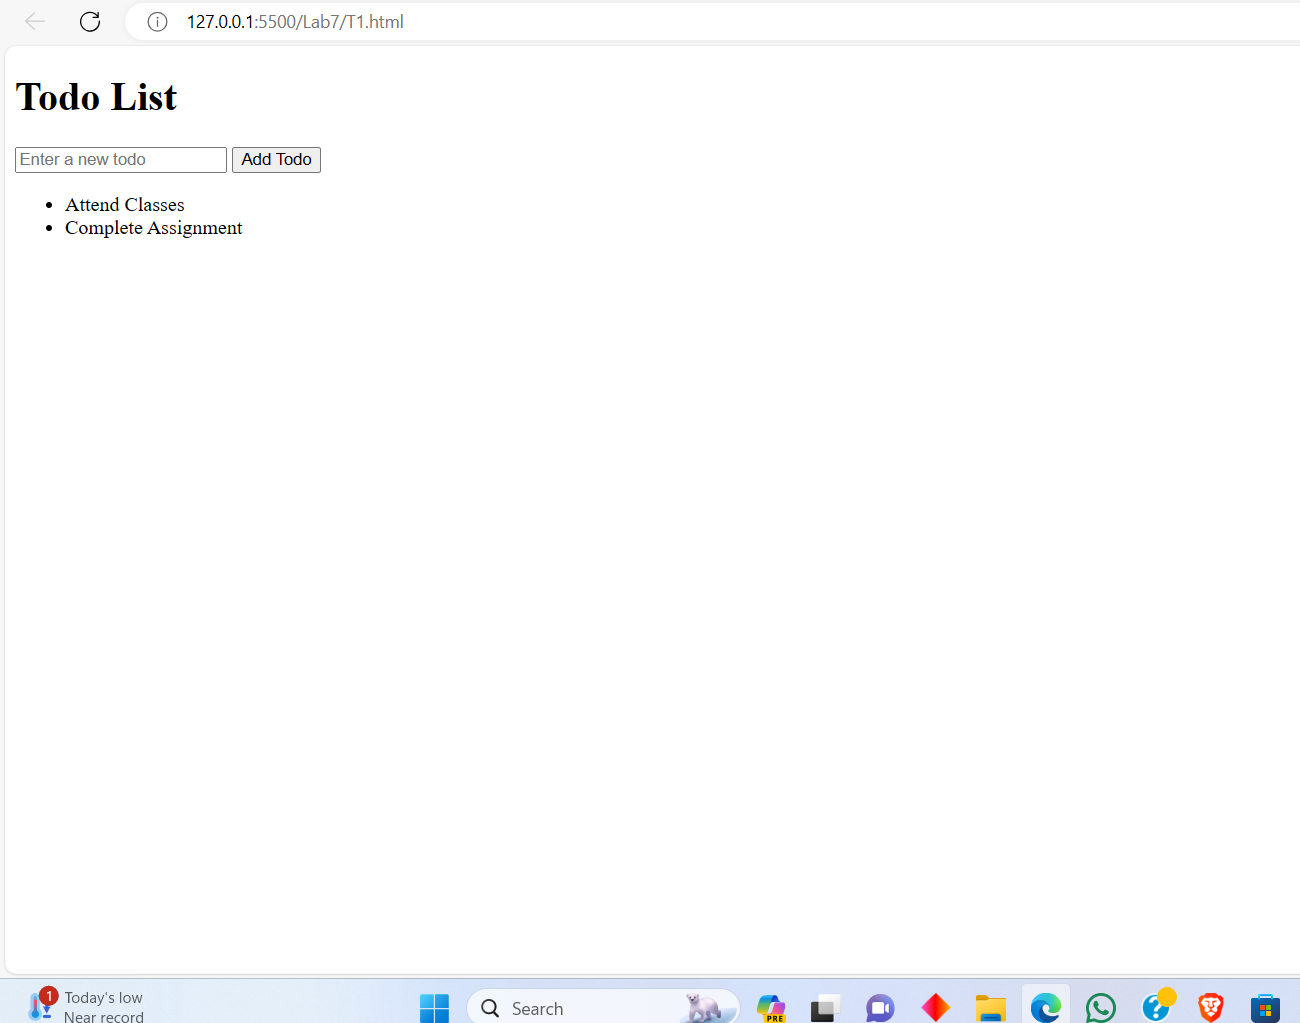 127.0.0.1:5500/Lab7/T1.html
Todo List
Enter a new todo Add Todo
Attend Classes
Complete Assignment
1 Today's low
Near record
Search
PRE